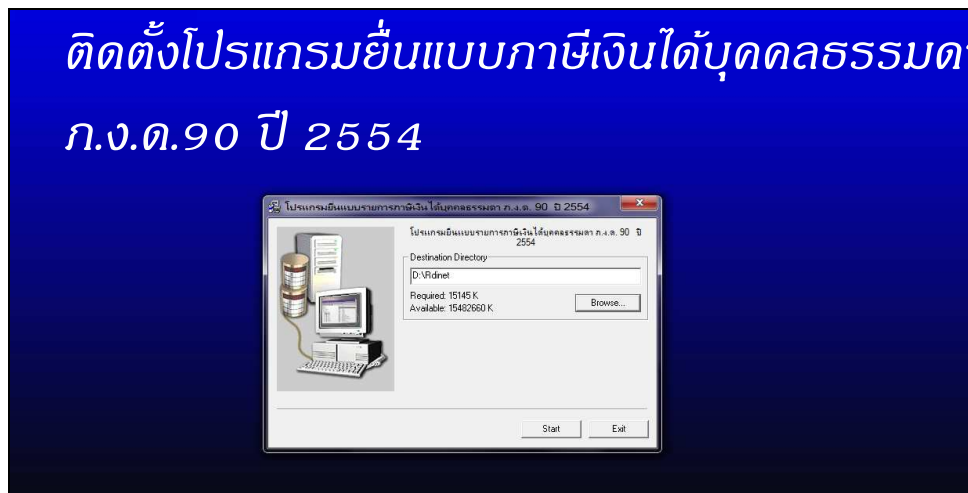 ติดตั้งโปรแกรมยื่นแบบภาษีเงินได้บุคคลธรรมดา
ภ.ง.ด.90 ปี 2554
โปรแกรมยื่นแบบรายการภาษีเงินได้บุคคลธรรมดา ภ.ง.ด. 90 ปี 2554
โปรแกรมยื่นแบบรายการภาษีเงินได้บุคคลธรรมดา ภ.ง.ด. 90 ปี
2554
Destination Directory
D:\Rdinet
Required: 15145 K
Available: 15482660 K
Browse...
Start
Exit